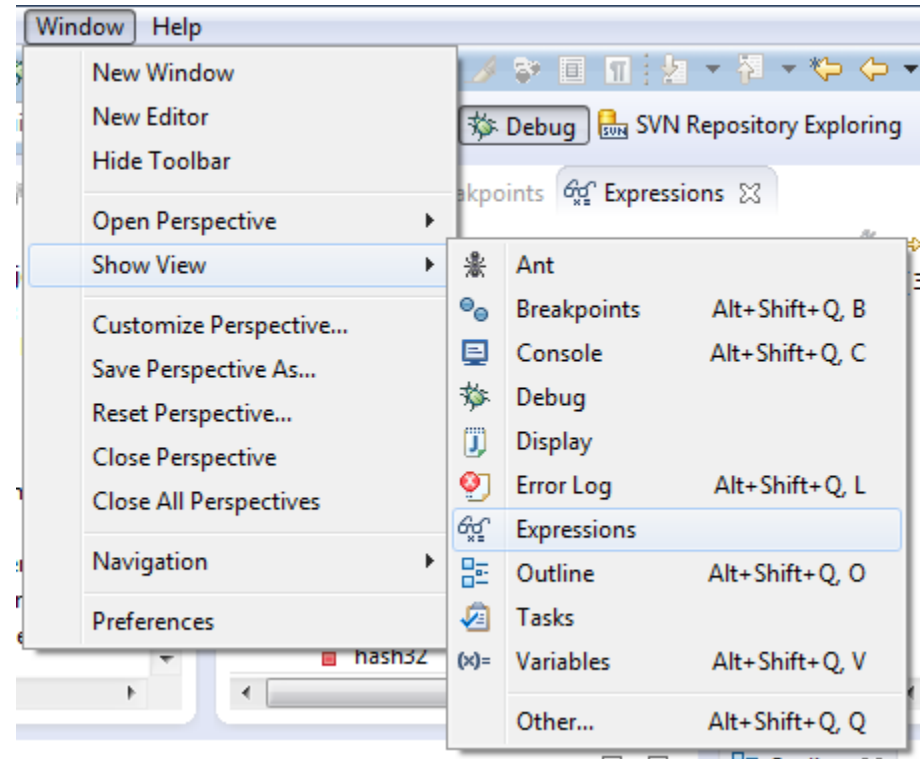 Window Help
New Window
New Editor
Hide Toolbar
Open Perspective
Show View
Customize Perspective...
Save Perspective As...
Reset Perspective...
Close Perspective
Close All Perspectives
Navigation
Preferences
Debug SVN Repository Exploring
Expressions
Ant
Breakpoints Alt+Shift+Q, B
Console Alt+Shift+Q, C
Debug
Display
Error Log Alt+Shift+Q, L
Expressions
Outline Alt+Shift+Q, O
Tasks
(x)= Variables Alt+Shift+Q, V
Other... Alt+Shift+Q, Q
hash32